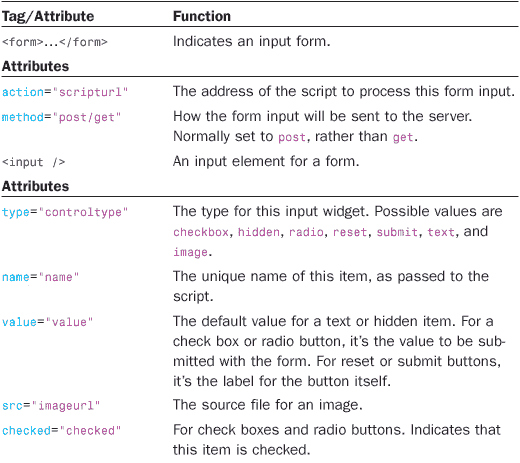 Tag/Attribute Function
<form>...</form> Indicates an input form.
Attributes
action="scripturl" The address of the script to process this form input.
method="post/get" How the form input will be sent to the server.
Normally set to post, rather than get.
<input /> An input element for a form.
Attributes
type="controltype" The type for this input widget. Possible values are
checkbox, hidden, radio, reset, submit, text, and
image.
name="name" The unique name of this item, as passed to the
script.
value="value" The default value for a text or hidden item. For a
check box or radio button, it's the value to be sub-
mitted with the form. For reset or submit buttons,
it's the label for the button itself.
src="imageurl" The source file for an image.
checked="checked" For check boxes and radio buttons. Indicates that
this item is checked.